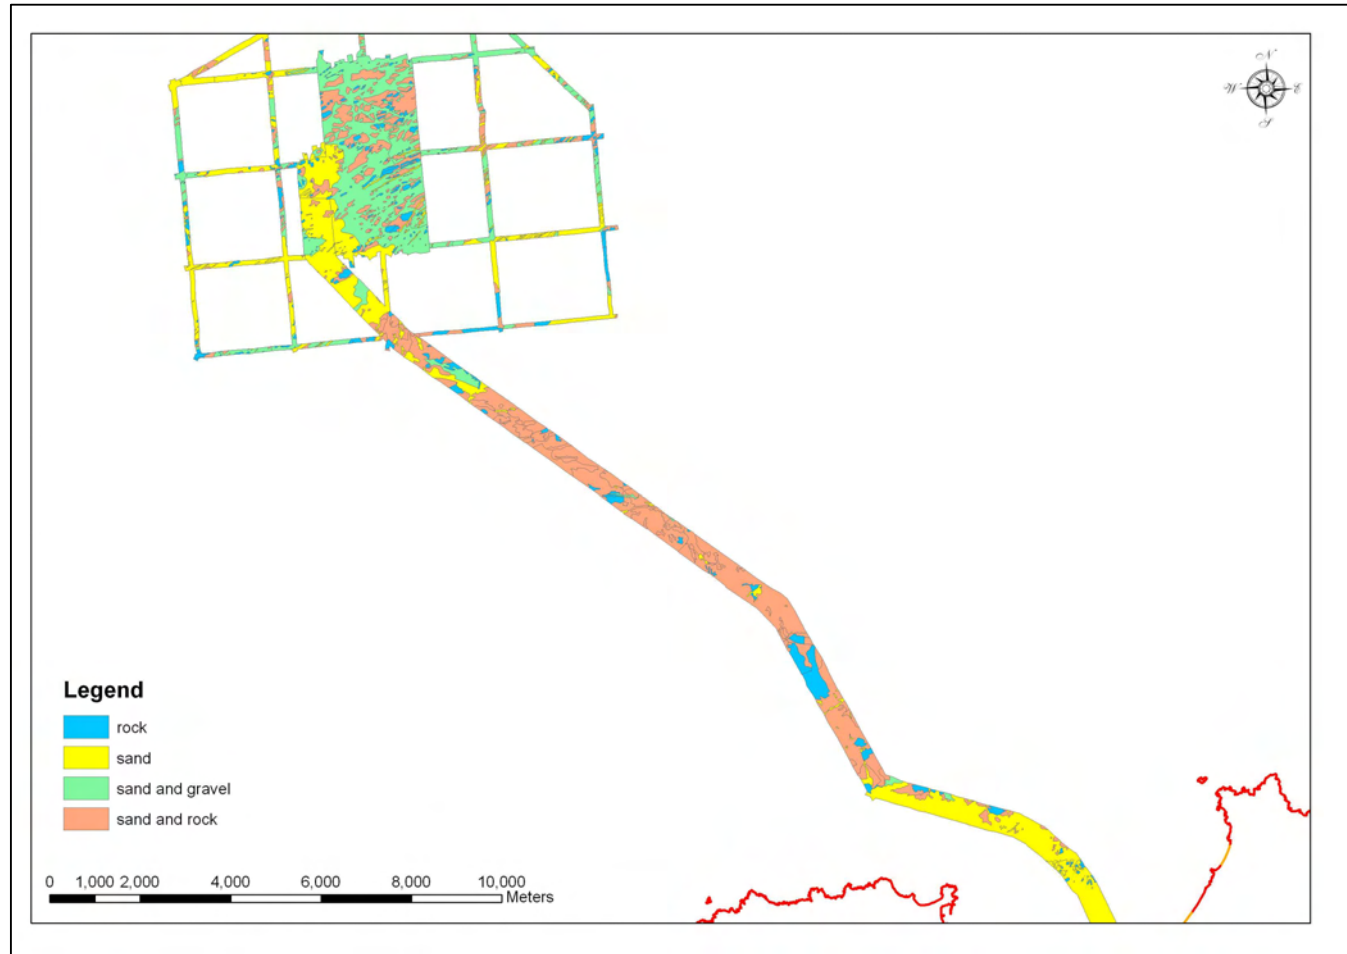 N
W E
S
Legend
rock
sand
sand and gravel
sand and rock
0 1,000 2,000 4,000 6,000 8,000 10,000
Meters